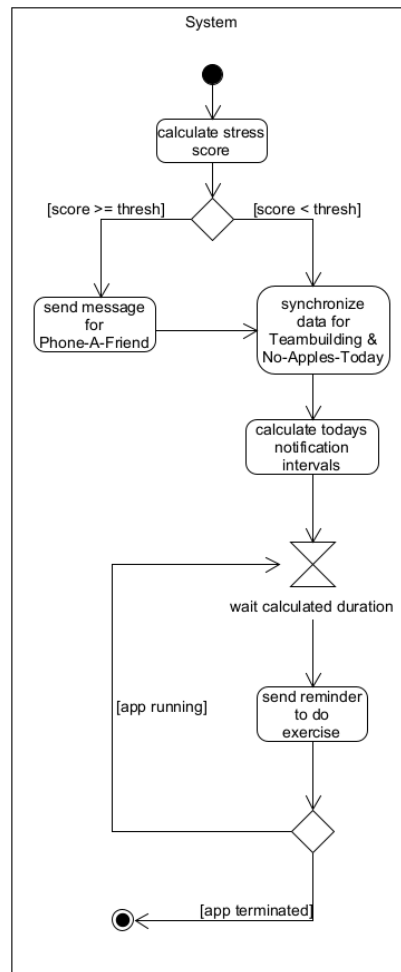 System
calculate stress
score
[score >= thresh]
[score < thresh]
send message
for
Phone-A-Friend
synchronize
data for
Teambuilding &
No-Apples-Today
calculate todays
notification
intervals
wait calculated duration
[app running]
send reminder
to do
exercise
[app terminated]